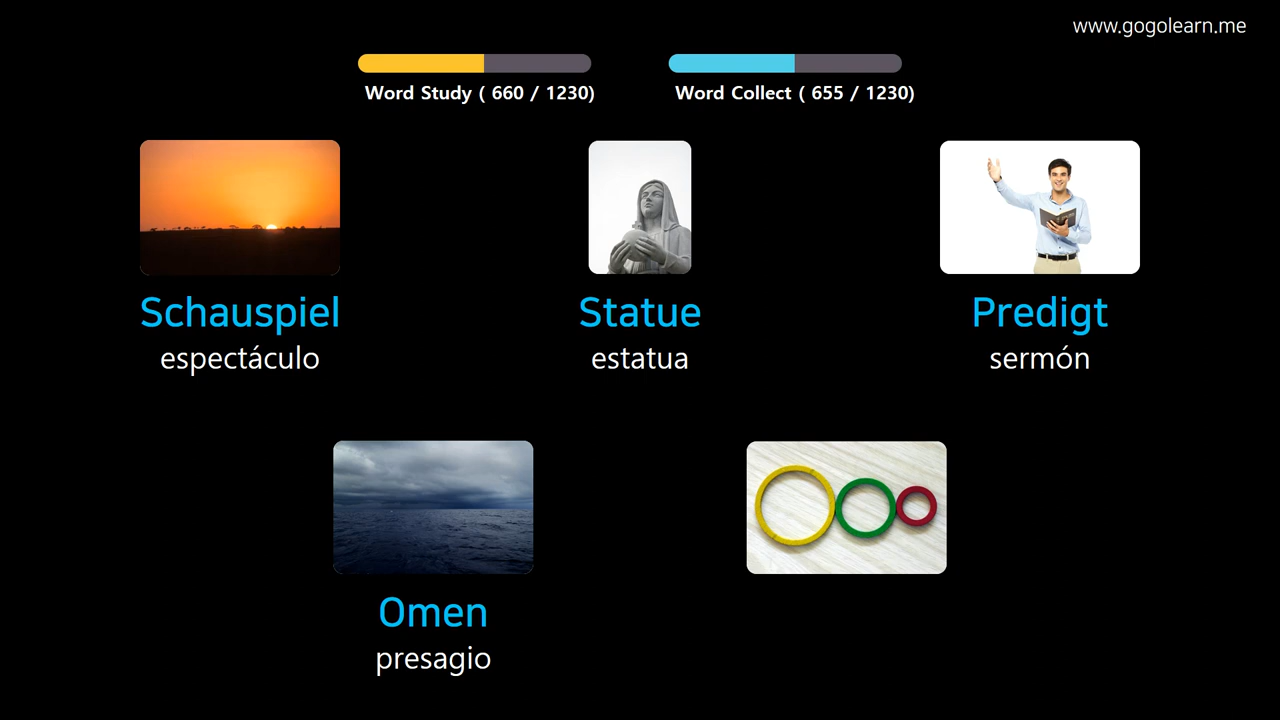 www.gogolearn.me
Word Study ( 660 / 1230)
Word Collect ( 655 / 1230)
Schauspiel
espectáculo
Statue
estatua
Predigt
sermón
Omen
presagio